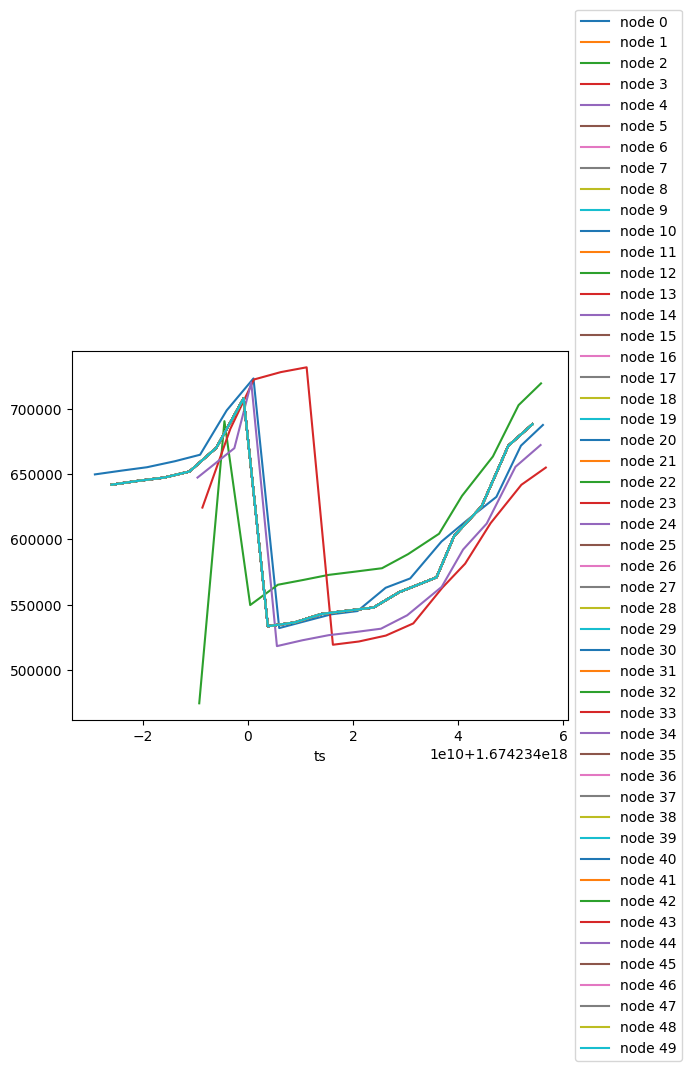 700000
650000
600000
550000
500000
−2
0
2
4
6
1e10+1.674234e18
ts
node 0
node 1
node 2
node 3
node 4
node 5
node 6
node 7
node 8
node 9
node 10
node 11
node 12
node 13
node 14
node 15
node 16
node 17
node 18
node 19
node 20
node 21
node 22
node 23
node 24
node 25
node 26
node 27
node 28
node 29
node 30
node 31
node 32
node 33
node 34
node 35
node 36
node 37
node 38
node 39
node 40
node 41
node 42
node 43
node 44
node 45
node 46
node 47
node 48
node 49